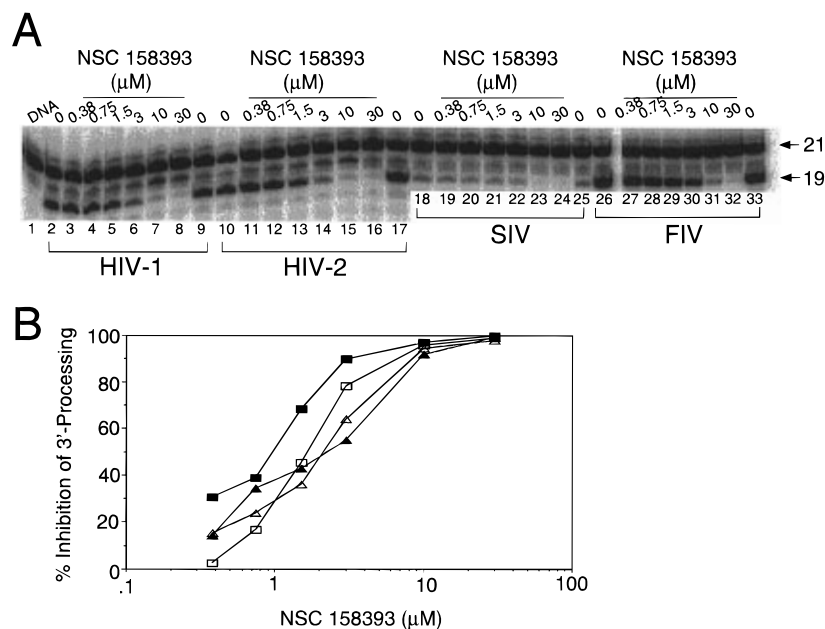 A
NSC 158393 NSC 158393 NSC 158393 NSC 158393
(µM) (µM) (µM) (µM)
DNA 0 0.38 0.75 1.5 3 10 30 0 0 0.38 0.75 1.5 3 10 30 0 0 0.38 0.75 1.5 3 10 30 0 0 0.38 0.75 1.5 3 10 30 0
21
19
1 2 3 4 5 6 7 8 9 10 11 12 13 14 15 16 17 18 19 20 21 22 23 24 25 26 27 28 29 30 31 32 33
HIV-1 HIV-2 SIV FIV
B
% Inhibition of 3'-Processing
100
80
60
40
20
0
.1 1 10 100
NSC 158393 (µM)